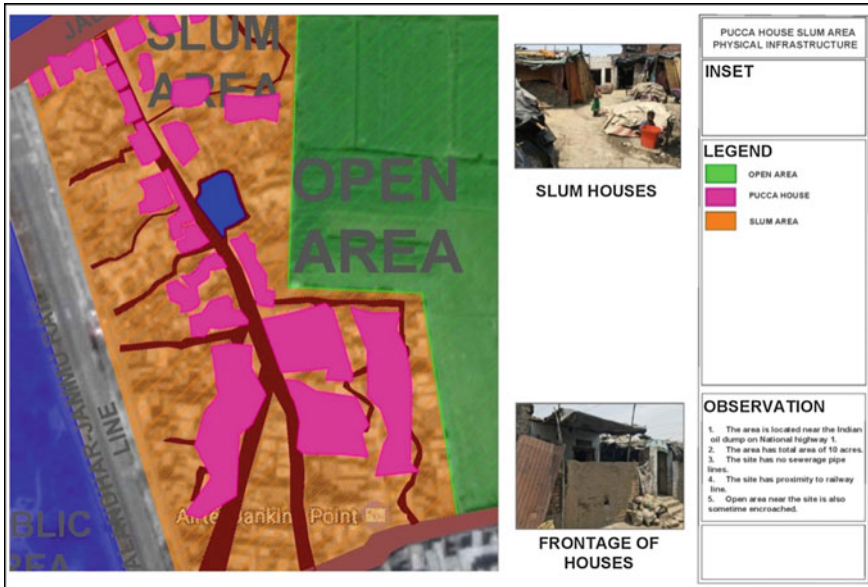 SLUM
AREA
OPEN
AREA
LINE
Banking Point
SLUM HOUSES
FRONTAGE OF
HOUSES
PUCCA HOUSE SLUM AREA
PHYSICAL INFRASTRUCTURE
INSET
LEGEND
OPEN AREA
PUCCA HOUSE
SLUM AREA
OBSERVATION
1. The area is located near the Indian
oil dump on National highway 1.
2. The area has total area of 10 acres.
3. The site has no sewerage pipe
lines.
4. The site has proximity to railway
line.
5. Open area near the site is also
sometime encroached.